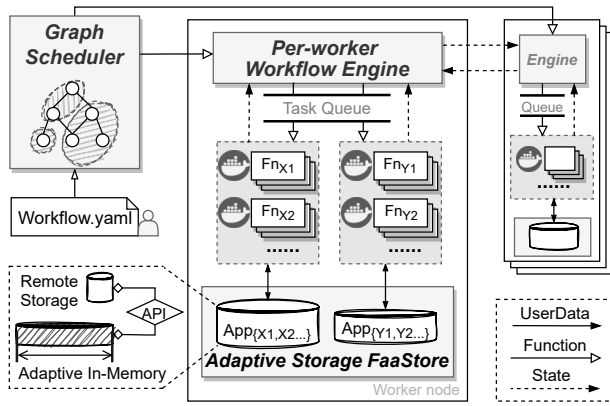 Graph
Scheduler
Workflow.yaml
Per-worker
Workflow Engine
Task Queue
FnX1
FnX2
......
FnY1
FnY2
......
Engine
Queue
......
Remote
Storage
API
Adaptive In-Memory
App{X1,X2...}
App{Y1,Y2...}
Adaptive Storage FaaStore
Worker node
UserData
Function
State